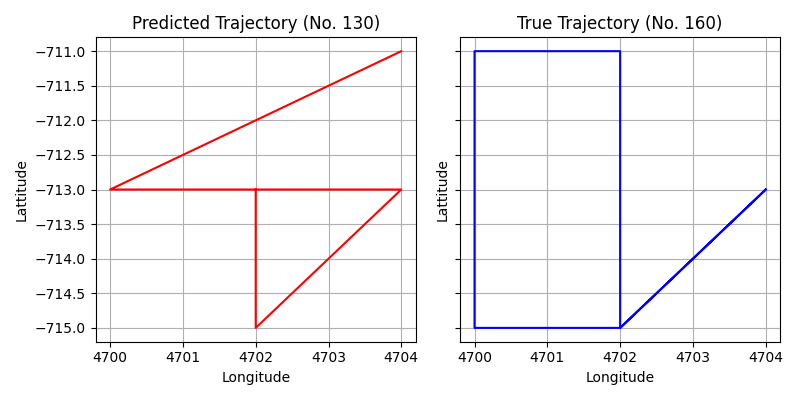 Predicted Trajectory (No. 130)
True Trajectory (No. 160)
−711.0
−711.5
−712.0
−712.5
−713.0
−713.5
−714.0
−714.5
−715.0
Lattitude
Lattitude
4700 4701 4702 4703 4704
4700 4701 4702 4703 4704
Longitude
Longitude